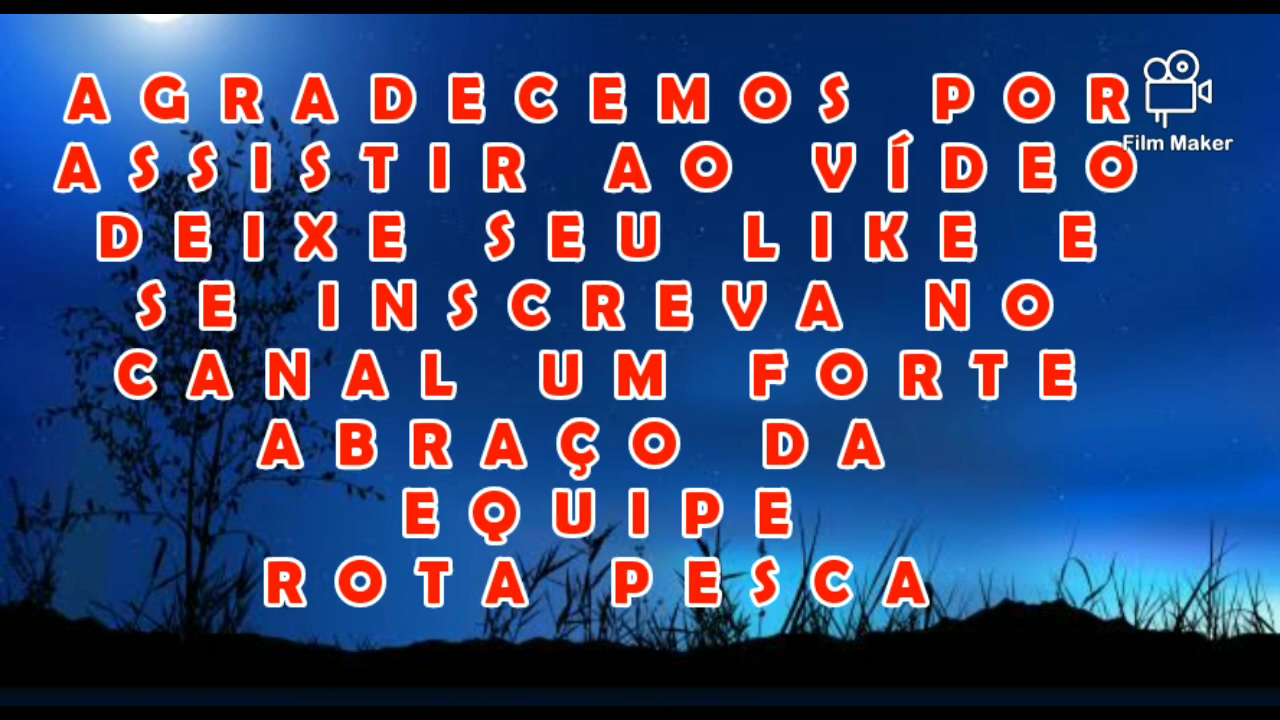 AGRADECEMOS POR
Film Maker
ASSISTIR AO VÍDEO
DEIXE SEU LIKE E
SE INSCREVA NO
CANAL UM FORTE
ABRAÇO DA
EQUIPE
ROTA PESCA